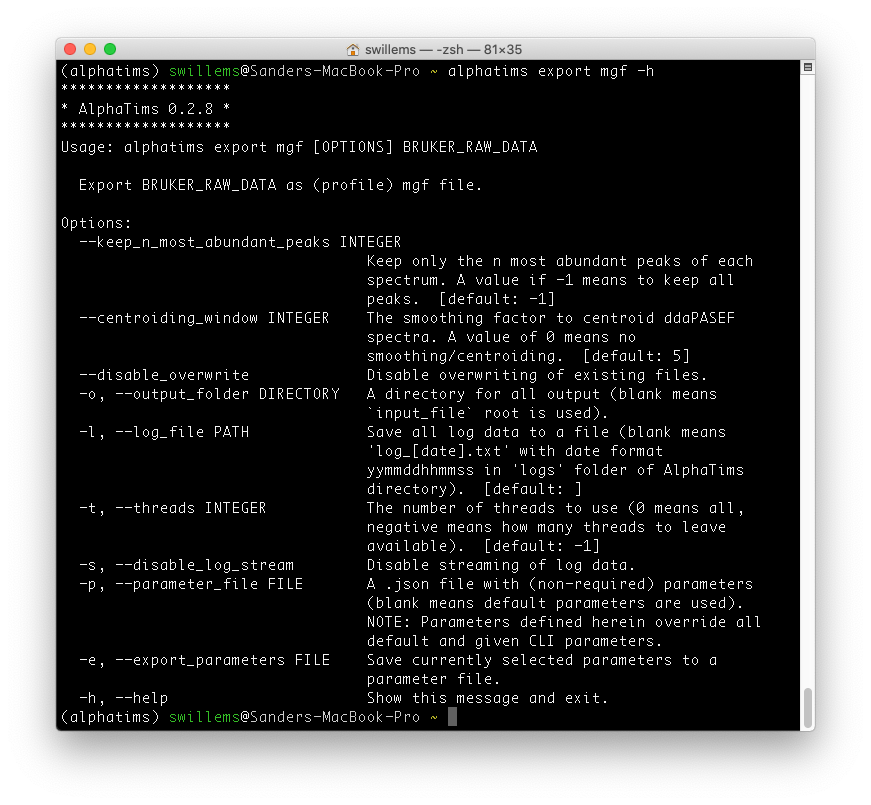 swillems — -zsh — 81×35
(alphatims) swillems@Sanders-MacBook-Pro ~ alphatims export mgf -h
*******************
* AlphaTims 0.2.8 *
*******************
Usage: alphatims export mgf [OPTIONS] BRUKER_RAW_DATA
Export BRUKER_RAW_DATA as (profile) mgf file.
Options:
--keep_n_most_abundant_peaks INTEGER
Keep only the n most abundant peaks of each
spectrum. A value if -1 means to keep all
peaks.  [default: -1]
--centroiding_window INTEGER    The smoothing factor to centroid ddaPASEF
spectra. A value of 0 means no
smoothing/centroiding.  [default: 5]
--disable_overwrite             Disable overwriting of existing files.
-o, --output_folder DIRECTORY   A directory for all output (blank means
`input_file` root is used).
-l, --log_file PATH             Save all log data to a file (blank means
'log_[date].txt' with date format
yymmddhhmmss in 'logs' folder of AlphaTims
directory).  [default: ]
-t, --threads INTEGER           The number of threads to use (0 means all,
negative means how many threads to leave
available).  [default: -1]
-s, --disable_log_stream        Disable streaming of log data.
-p, --parameter_file FILE       A .json file with (non-required) parameters
(blank means default parameters are used).
NOTE: Parameters defined herein override all
default and given CLI parameters.
-e, --export_parameters FILE    Save currently selected parameters to a
parameter file.
-h, --help                      Show this message and exit.
(alphatims) swillems@Sanders-MacBook-Pro ~